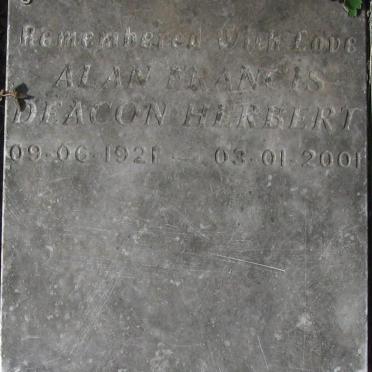 Remembered With Love
ALAN FRANCIS
DEACON HERBERT
09·06·1921 — 03·01·2001